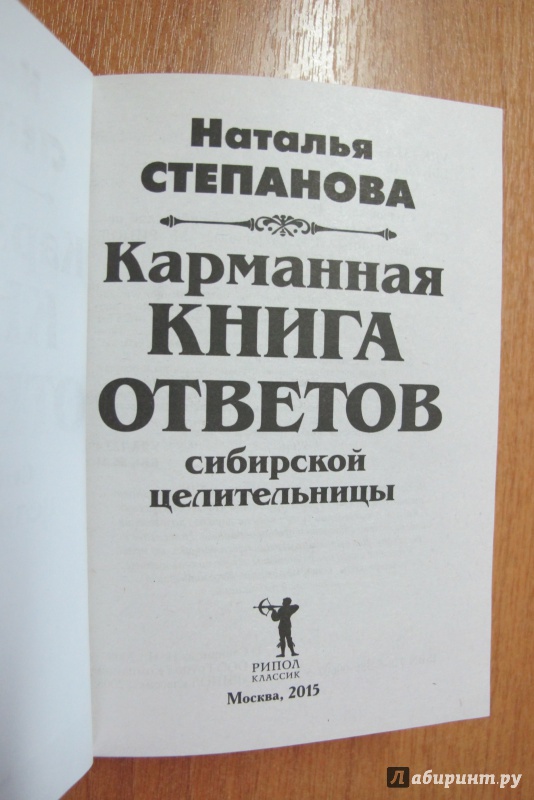 Наталья
СТЕПАНОВА
Карманная
КНИГА
ОТВЕТОВ
сибирской
целительницы
РИПОЛ
КЛАССИК
Москва, 2015
Лабиринт.ру